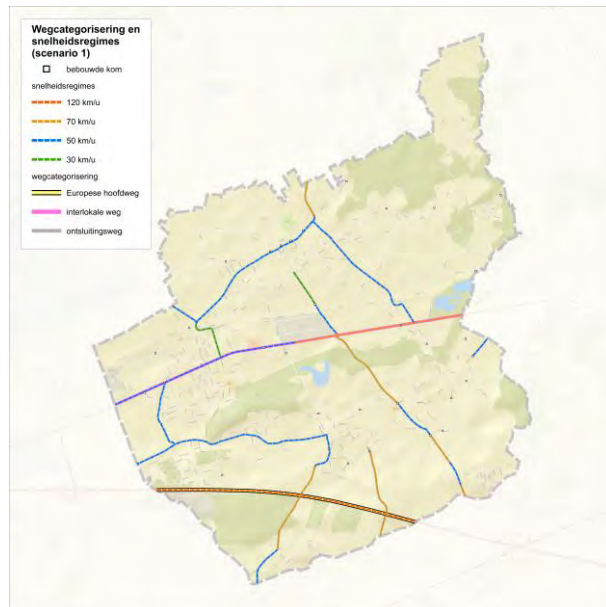 Wegcategorisering en
snelheidsregimes
(scenario 1)
bebouwde kom
snelheidsregimes
120 km/u
70 km/u
50 km/u
30 km/u
wegcategorisering
Europese hoofdweg
interlokale weg
ontsluitingsweg